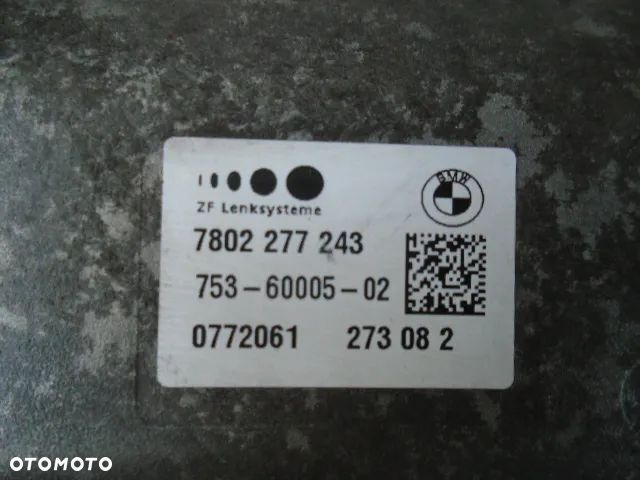 BMW
ZF Lenksysteme
7802 277 243
753-60005-02
0772061 273 08 2
OTOMOTO